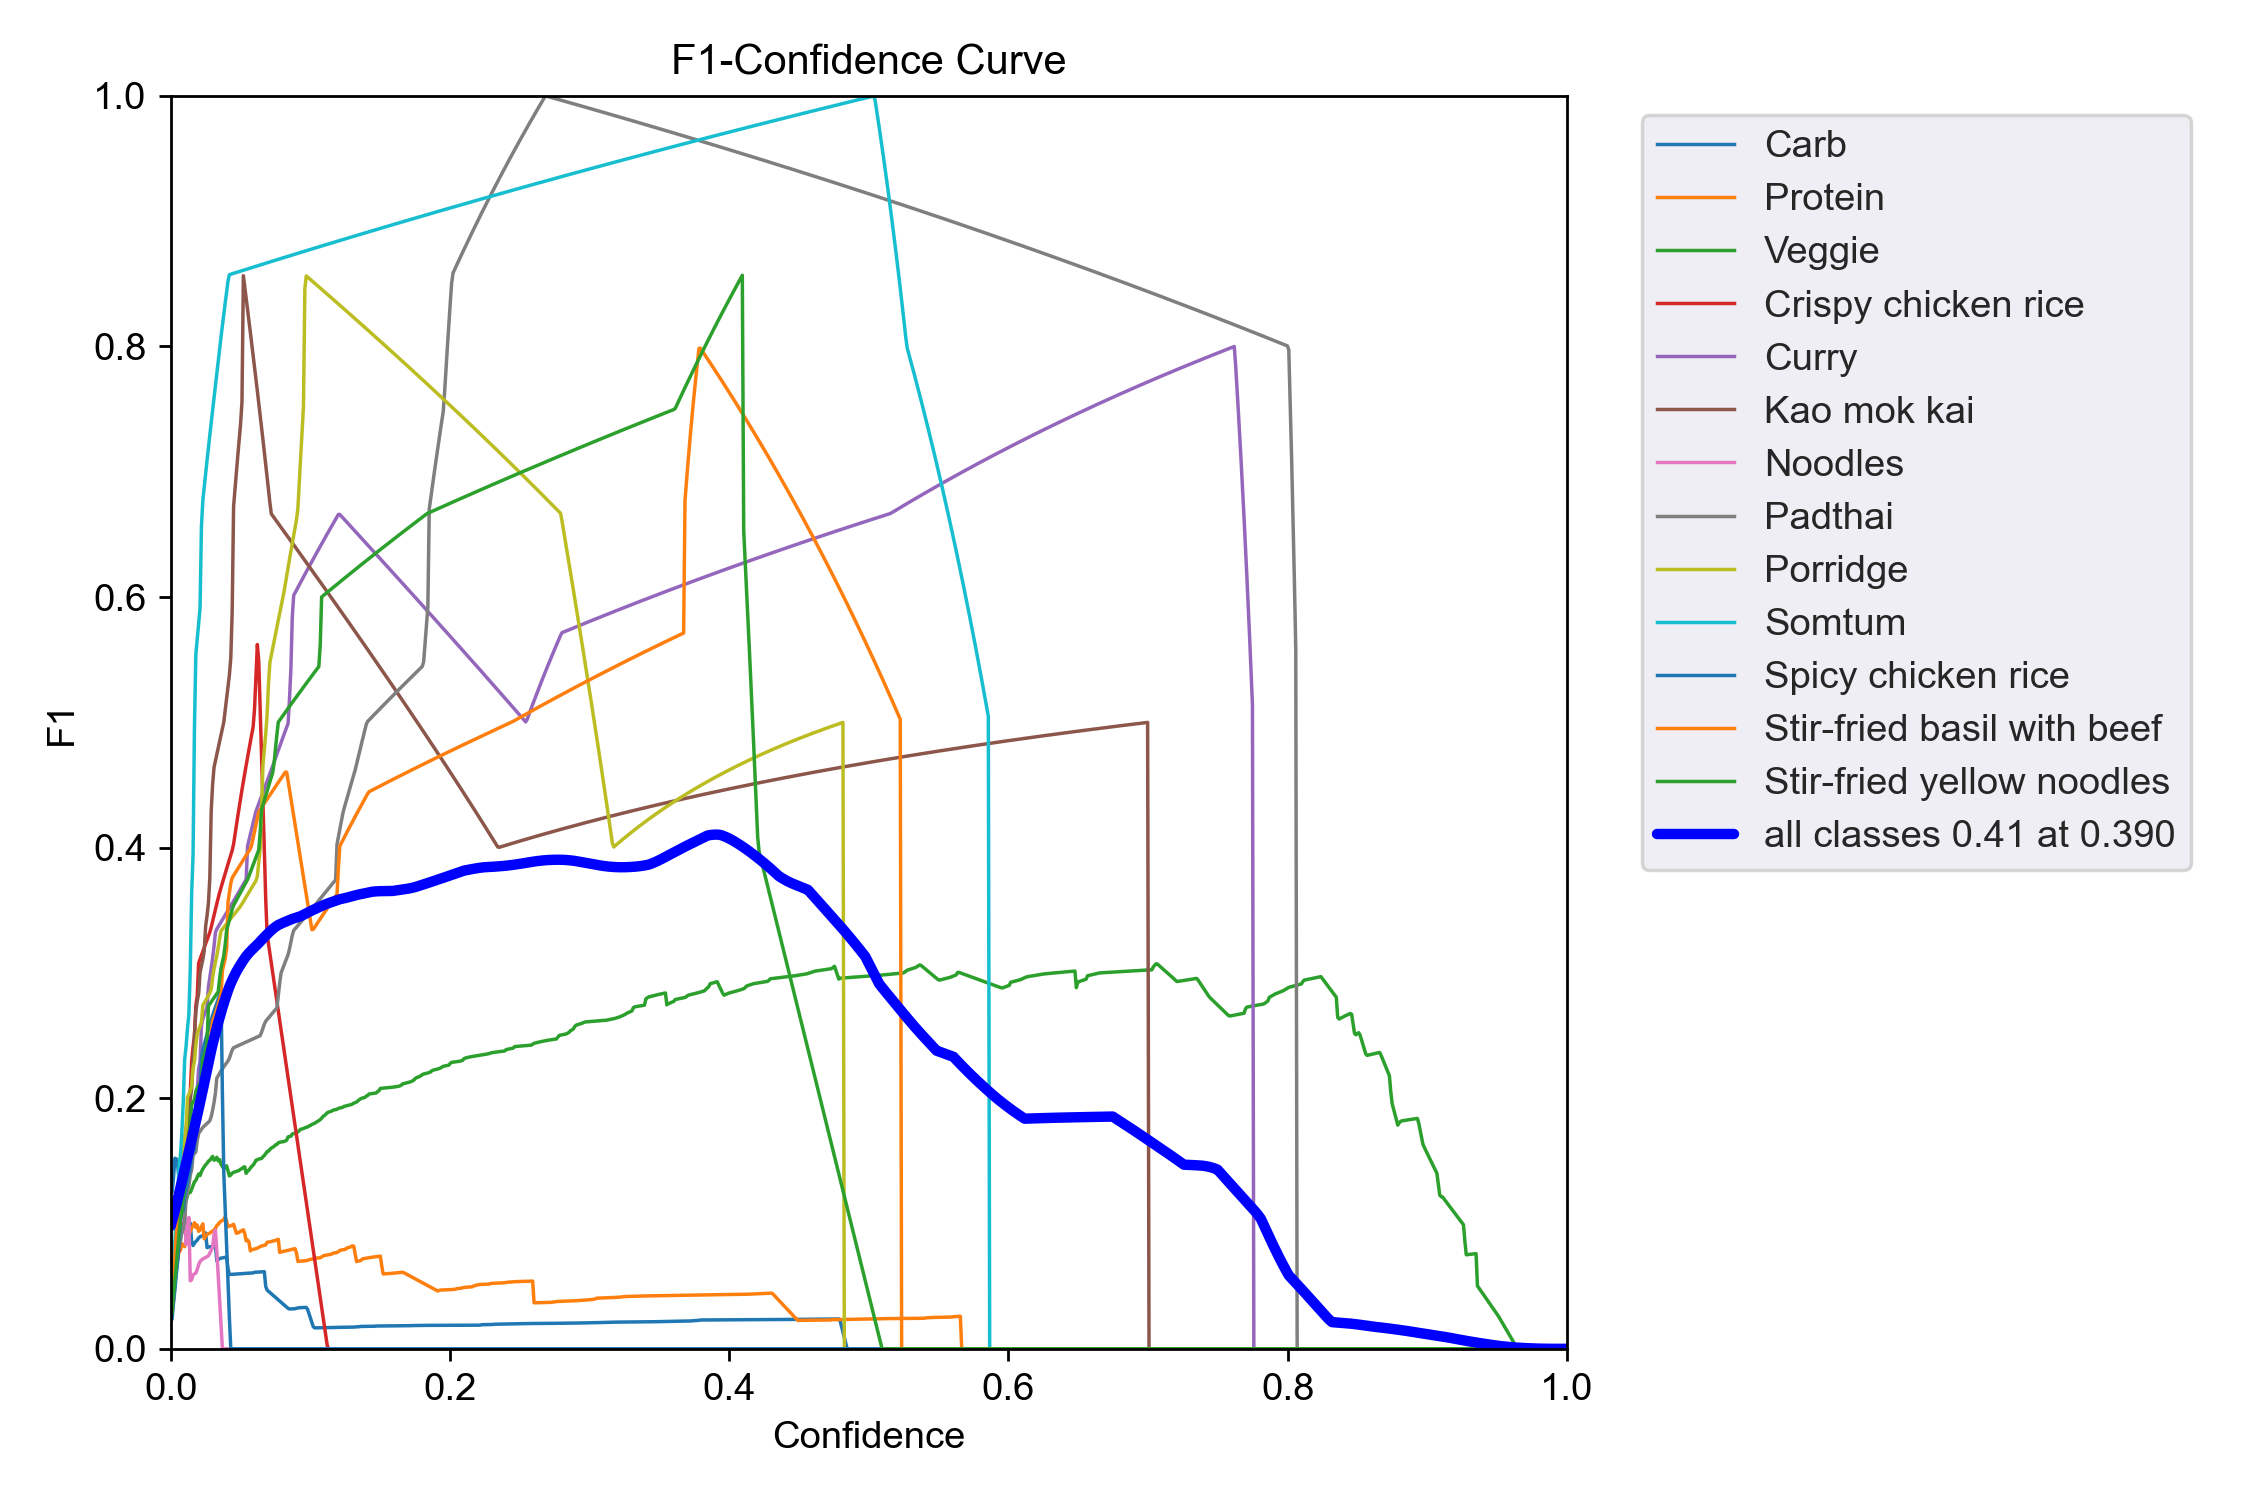 F1-Confidence Curve
1.0
0.8
0.6
0.4
0.2
0.0
F1
0.0 0.2 0.4 0.6 0.8 1.0
Confidence
Carb
Protein
Veggie
Crispy chicken rice
Curry
Kao mok kai
Noodles
Padthai
Porridge
Somtum
Spicy chicken rice
Stir-fried basil with beef
Stir-fried yellow noodles
all classes 0.41 at 0.390